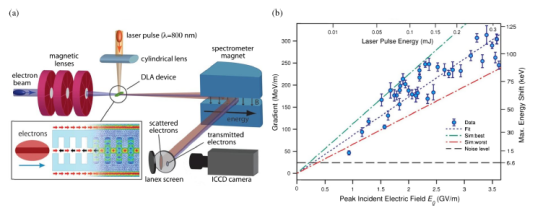 (a)
laser pulse (λ=800 nm)
magnetic
lenses
cylindrical lens
spectrometer
magnet
DLA device
electron
beam
energy
electrons
scattered
electrons
transmitted
electrons
lanex screen
ICCD camera
(b)
0.01
0.05
0.1
0.15
0.2
0.3
Laser Pulse Energy (mJ)
300
250
200
150
100
50
0
Gradient (MeV/m)
125
100
75
50
30
15
6.6
Max. Energy Shift (keV)
Data
Fit
Sim best
Sim worst
Noise level
0
0.5
1
1.5
2
2.5
3
3.5
Peak Incident Electric Field E
(GV/m)